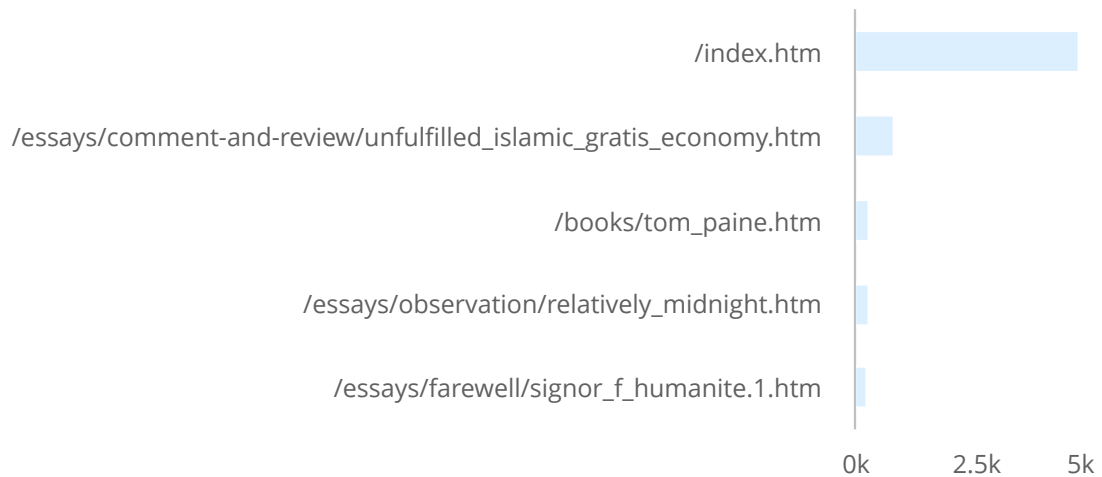 /index.htm
/essays/comment-and-review/unfulfilled_islamic_gratis_economy.htm
/books/tom_paine.htm
/essays/observation/relatively_midnight.htm
/essays/farewell/signor_f_humanite.1.htm
0k 2.5k 5k